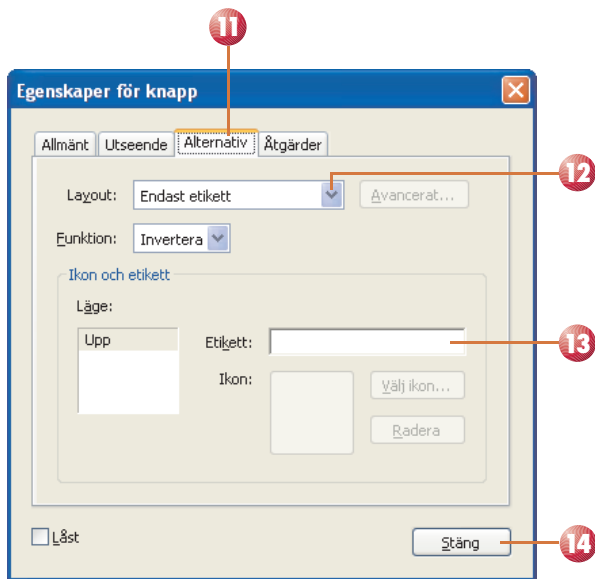 11
Egenskaper för knapp
Allmänt Utseende Alternativ Åtgärder
12
Layout: Endast etikett Avancerat...
Funktion: Invertera
Ikon och etikett
Läge:
Upp Etikett: 13
Ikon: Välj ikon...
Radera
Låst Stäng 14